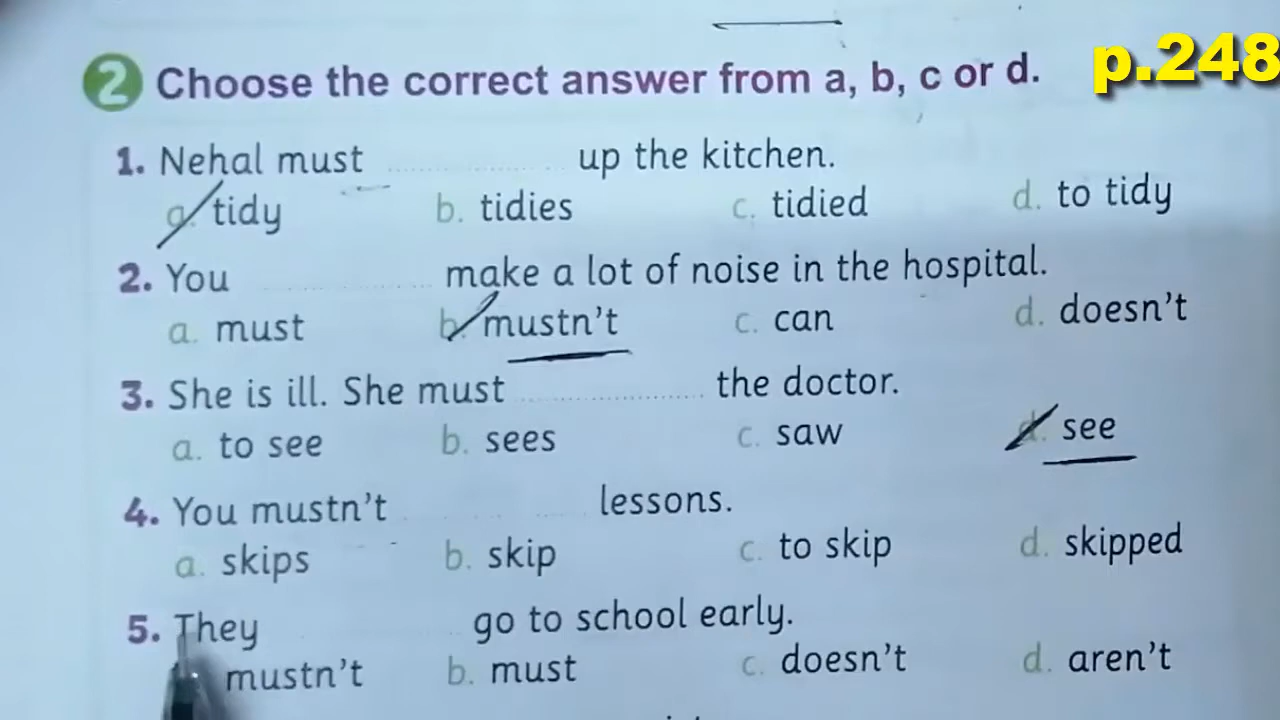 2 Choose the correct answer from a, b, c or d. p.248
1. Nehal must .................. up the kitchen.
a. tidy b. tidies c. tidied d. to tidy
2. You .................. make a lot of noise in the hospital.
a. must b. mustn't c. can d. doesn't
3. She is ill. She must .................. the doctor.
a. to see b. sees c. saw d. see
4. You mustn't .................. lessons.
a. skips b. skip c. to skip d. skipped
5. They .................. go to school early.
mustn't b. must c. doesn't d. aren't